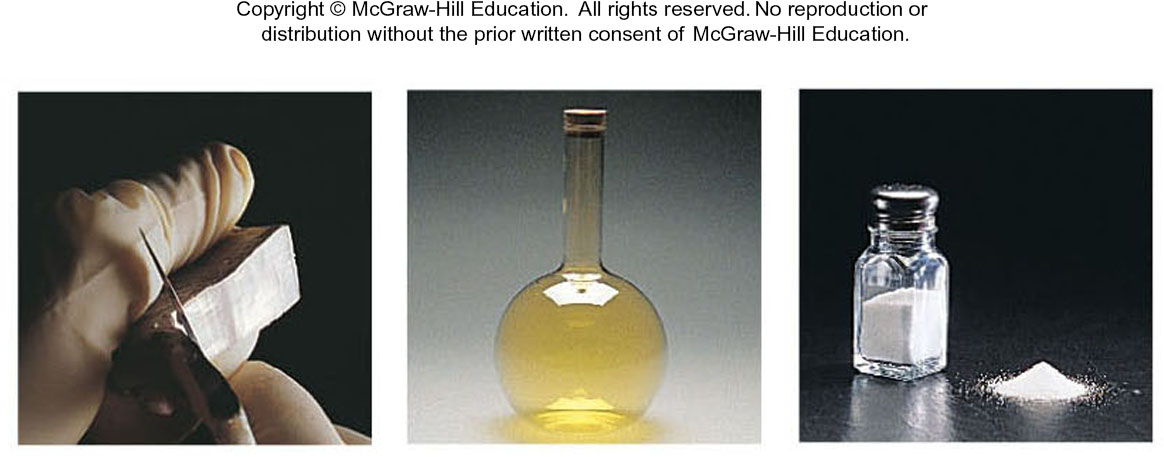 Copyright © McGraw-Hill Education. All rights reserved. No reproduction or
distribution without the prior written consent of McGraw-Hill Education.